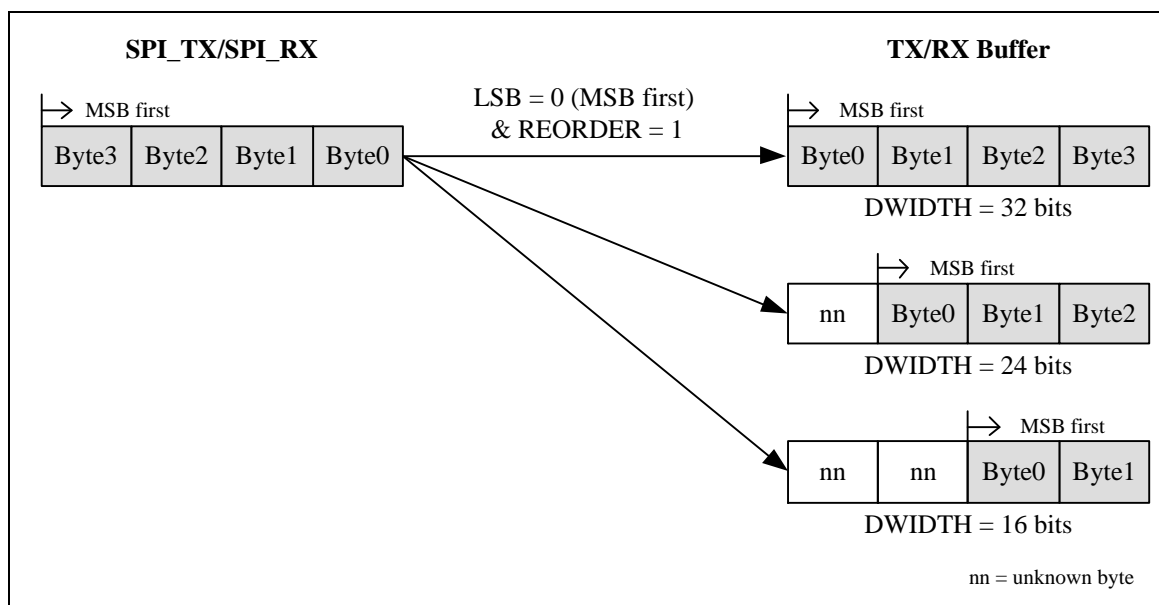 SPI_TX/SPI_RX
TX/RX Buffer
MSB first
LSB = 0 (MSB first)
& REORDER = 1
MSB first
Byte3 Byte2 Byte1 Byte0
Byte0 Byte1 Byte2 Byte3
DWIDTH = 32 bits
MSB first
nn Byte0 Byte1 Byte2
DWIDTH = 24 bits
MSB first
nn nn Byte0 Byte1
DWIDTH = 16 bits
nn = unknown byte